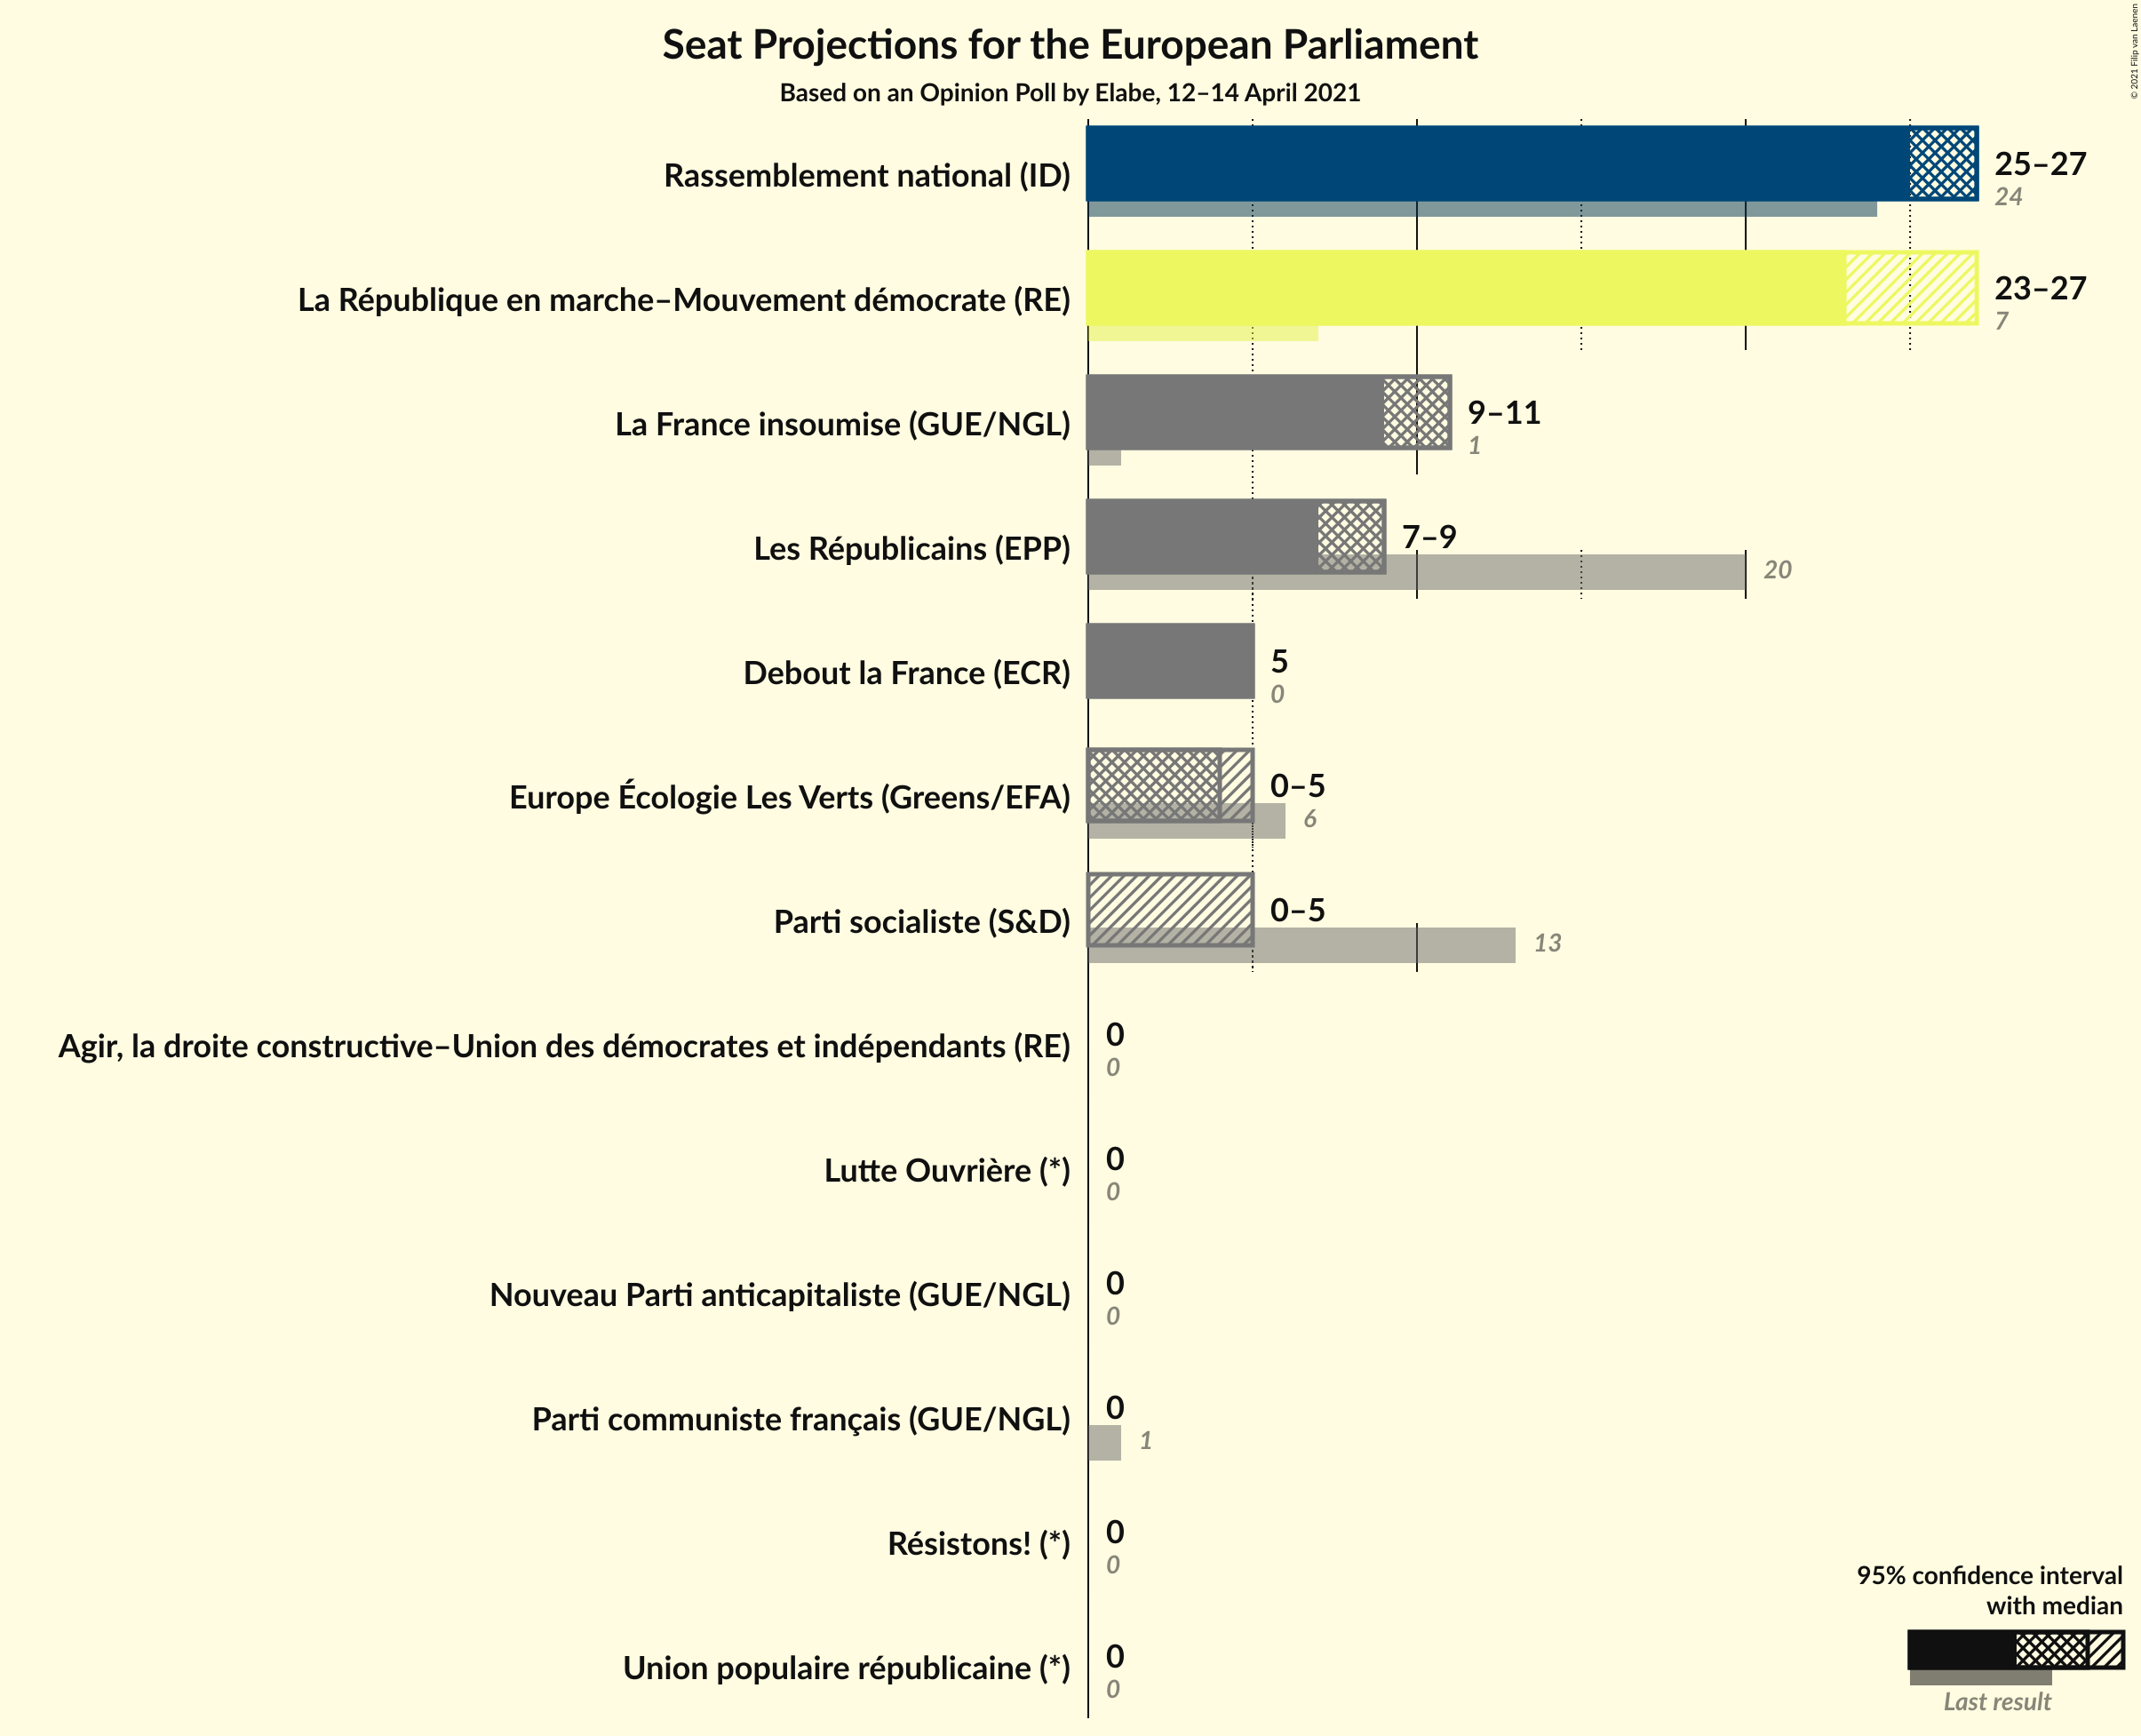 Seat Projections for the European Parliament
Based on an Opinion Poll by Elabe, 12–14 April 2021
© 2021 Filip van Laenen
Rassemblement national (ID)
25–27
24
La République en marche–Mouvement démocrate (RE)
23–27
7
La France insoumise (GUE/NGL)
9–11
1
Les Républicains (EPP)
7–9
20
Debout la France (ECR)
5
0
Europe Écologie Les Verts (Greens/EFA)
0–5
6
Parti socialiste (S&D)
0–5
13
Agir, la droite constructive–Union des démocrates et indépendants (RE)
0
0
Lutte Ouvrière (*)
0
0
Nouveau Parti anticapitaliste (GUE/NGL)
0
0
Parti communiste français (GUE/NGL)
0
1
Résistons! (*)
0
0
Union populaire républicaine (*)
0
0
95% confidence interval
with median
Last result